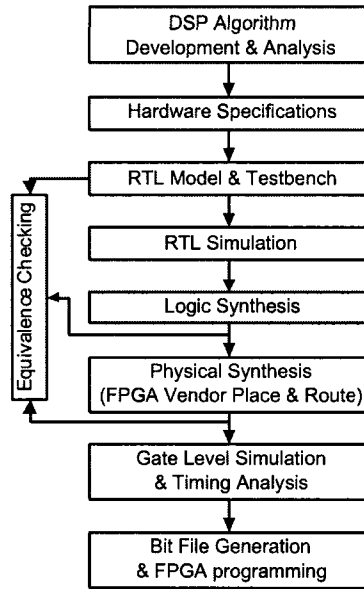 DSP Algorithm
Development & Analysis
Hardware Specifications
RTL Model & Testbench
RTL Simulation
Logic Synthesis
Physical Synthesis
(FPGA Vendor Place & Route)
Gate Level Simulation
& Timing Analysis
Bit File Generation
& FPGA programming
Equivalence Checking